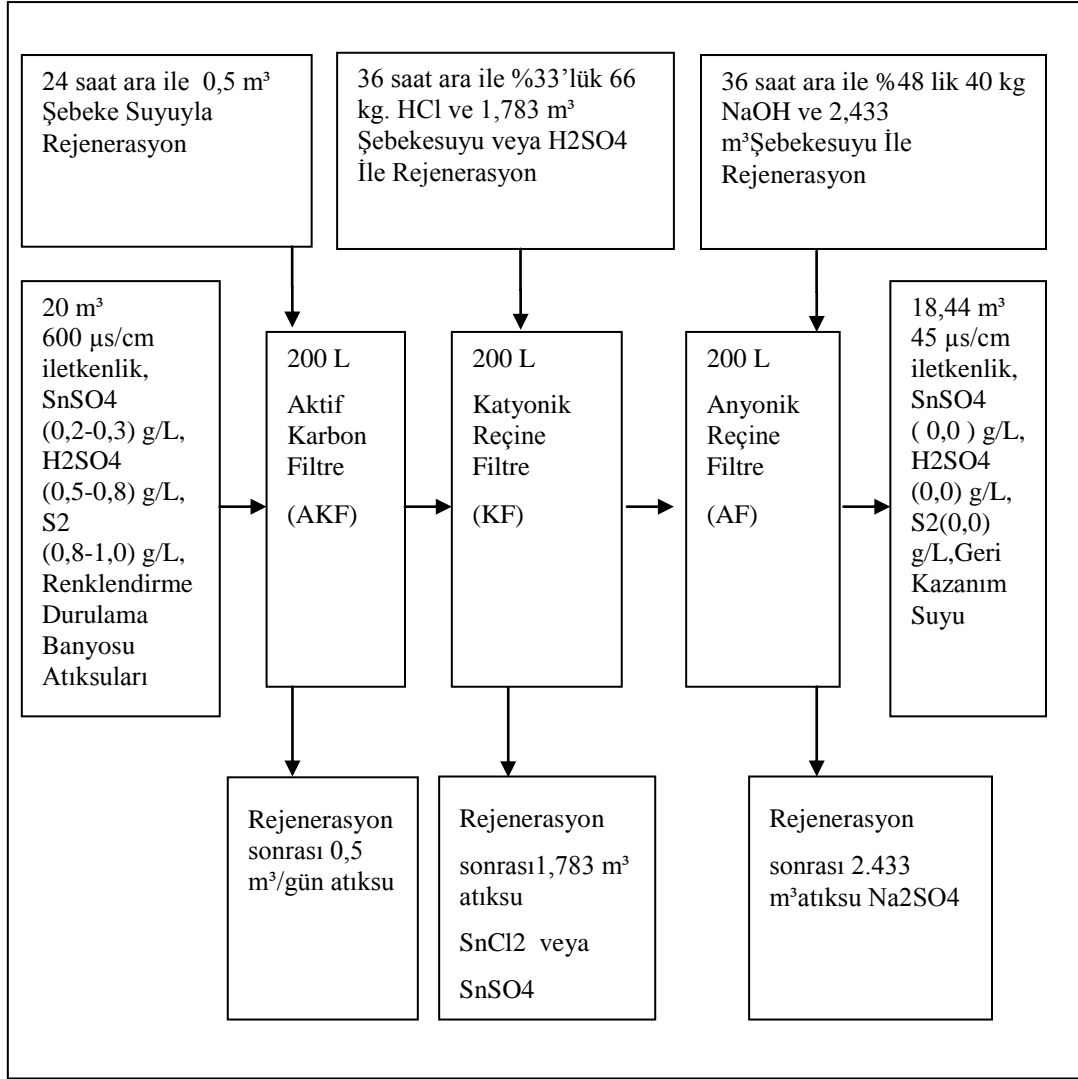 24 saat ara ile  0,5 m³
Şebeke Suyuyla
Rejenerasyon
36 saat ara ile %33’lük 66
kg. HCl ve 1,783 m³
Şebekesuyu veya H2SO4
İle Rejenerasyon
36 saat ara ile %48 lik 40 kg
NaOH ve 2,433
m³Şebekesuyu İle
Rejenerasyon
20 m³
600 µs/cm
iletkenlik,
SnSO4
(0,2-0,3) g/L,
H2SO4
(0,5-0,8) g/L,
S2
(0,8-1,0) g/L,
Renklendirme
Durulama
Banyosu
Atıksuları
200 L
Aktif
Karbon
Filtre
(AKF)
200 L
Katyonik
Reçine
Filtre
(KF)
200 L
Anyonik
Reçine
Filtre
(AF)
18,44 m³
45 µs/cm
iletkenlik,
SnSO4
( 0,0 ) g/L,
H2SO4
(0,0) g/L,
S2(0,0)
g/L,Geri
Kazanım
Suyu
Rejenerasyon
sonrası 0,5
m³/gün atıksu
Rejenerasyon
sonrası1,783 m³
atıksu
SnCl2  veya
SnSO4
Rejenerasyon
sonrası 2.433
m³atıksu Na2SO4